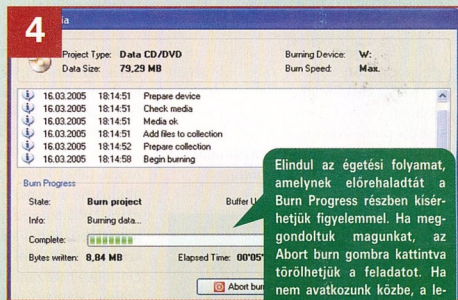 4
ia
Project Type: Data CD/DVD Burning Device: W:
Data Size: 79,29 MB Burn Speed: Max.
16.03.2005 18:14:51 Prepare device
16.03.2005 18:14:51 Check media
16.03.2005 18:14:51 Media ok
16.03.2005 18:14:51 Add files to collection
16.03.2005 18:14:52 Prepare collection
16.03.2005 18:14:58 Begin burning
Burn Progress
State: Burn project Buffer U
Info: Burning data...
Complete:
Bytes written: 8,84 MB Elapsed Time: 00'05"
Abort bur
Elindul az égetési folyamat,
amelynek előrehaladtát a
Burn Progress részben kísér-
hetjük figyelemmel. Ha meg-
gondoltuk magunkat, az
Abort burn gombra kattintva
törölhetjük a feladatot. Ha
nem avatkozunk közbe, a le-